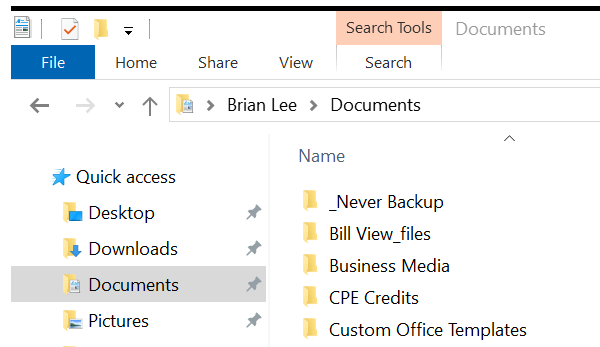 Search Tools Documents
File Home Share View Search
Brian Lee Documents
Name
Quick access
Desktop
Downloads
Documents
Pictures
_Never Backup
Bill View_files
Business Media
CPE Credits
Custom Office Templates